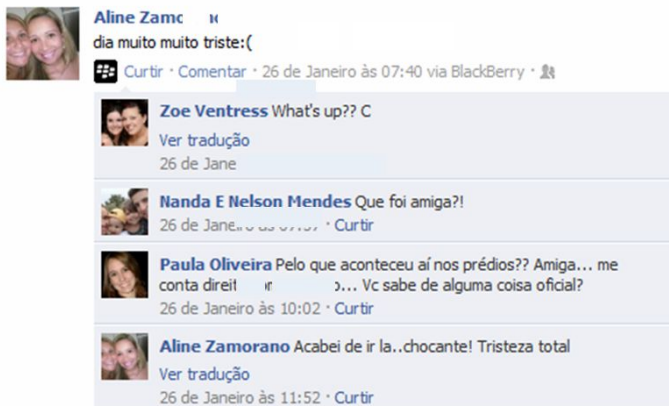 Aline Zamo
dia muito muito triste:(
Curtir · Comentar · 26 de Janeiro às 07:40 via BlackBerry ·
Zoe Ventress What's up?? C
Ver tradução
26 de Jane
Nanda E Nelson Mendes Que foi amiga?!
26 de · Curtir
Paula Oliveira Pelo que aconteceu aí nos prédios?? Amiga... me
conta direit o... Vc sabe de alguma coisa oficial?
26 de Janeiro às 10:02 · Curtir
Aline Zamorano Acabei de ir la..chocante! Tristeza total
Ver tradução
26 de Janeiro às 11:52 · Curtir